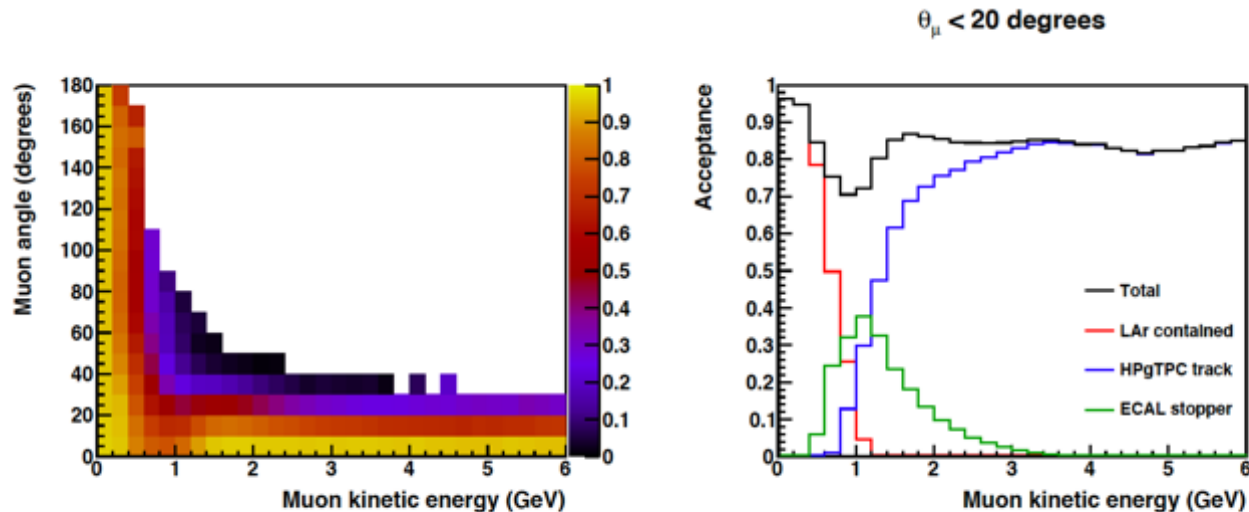 θμ < 20 degrees
Muon angle (degrees)
180
160
140
120
100
80
60
40
20
0
0 1 2 3 4 5 6
Muon kinetic energy (GeV)
1
0.9
0.8
0.7
0.6
0.5
0.4
0.3
0.2
0.1
0
Acceptance
1
0.9
0.8
0.7
0.6
0.5
0.4
0.3
0.2
0.1
0
Total
LAr contained
HPgTPC track
ECAL stopper
0 1 2 3 4 5 6
Muon kinetic energy (GeV)